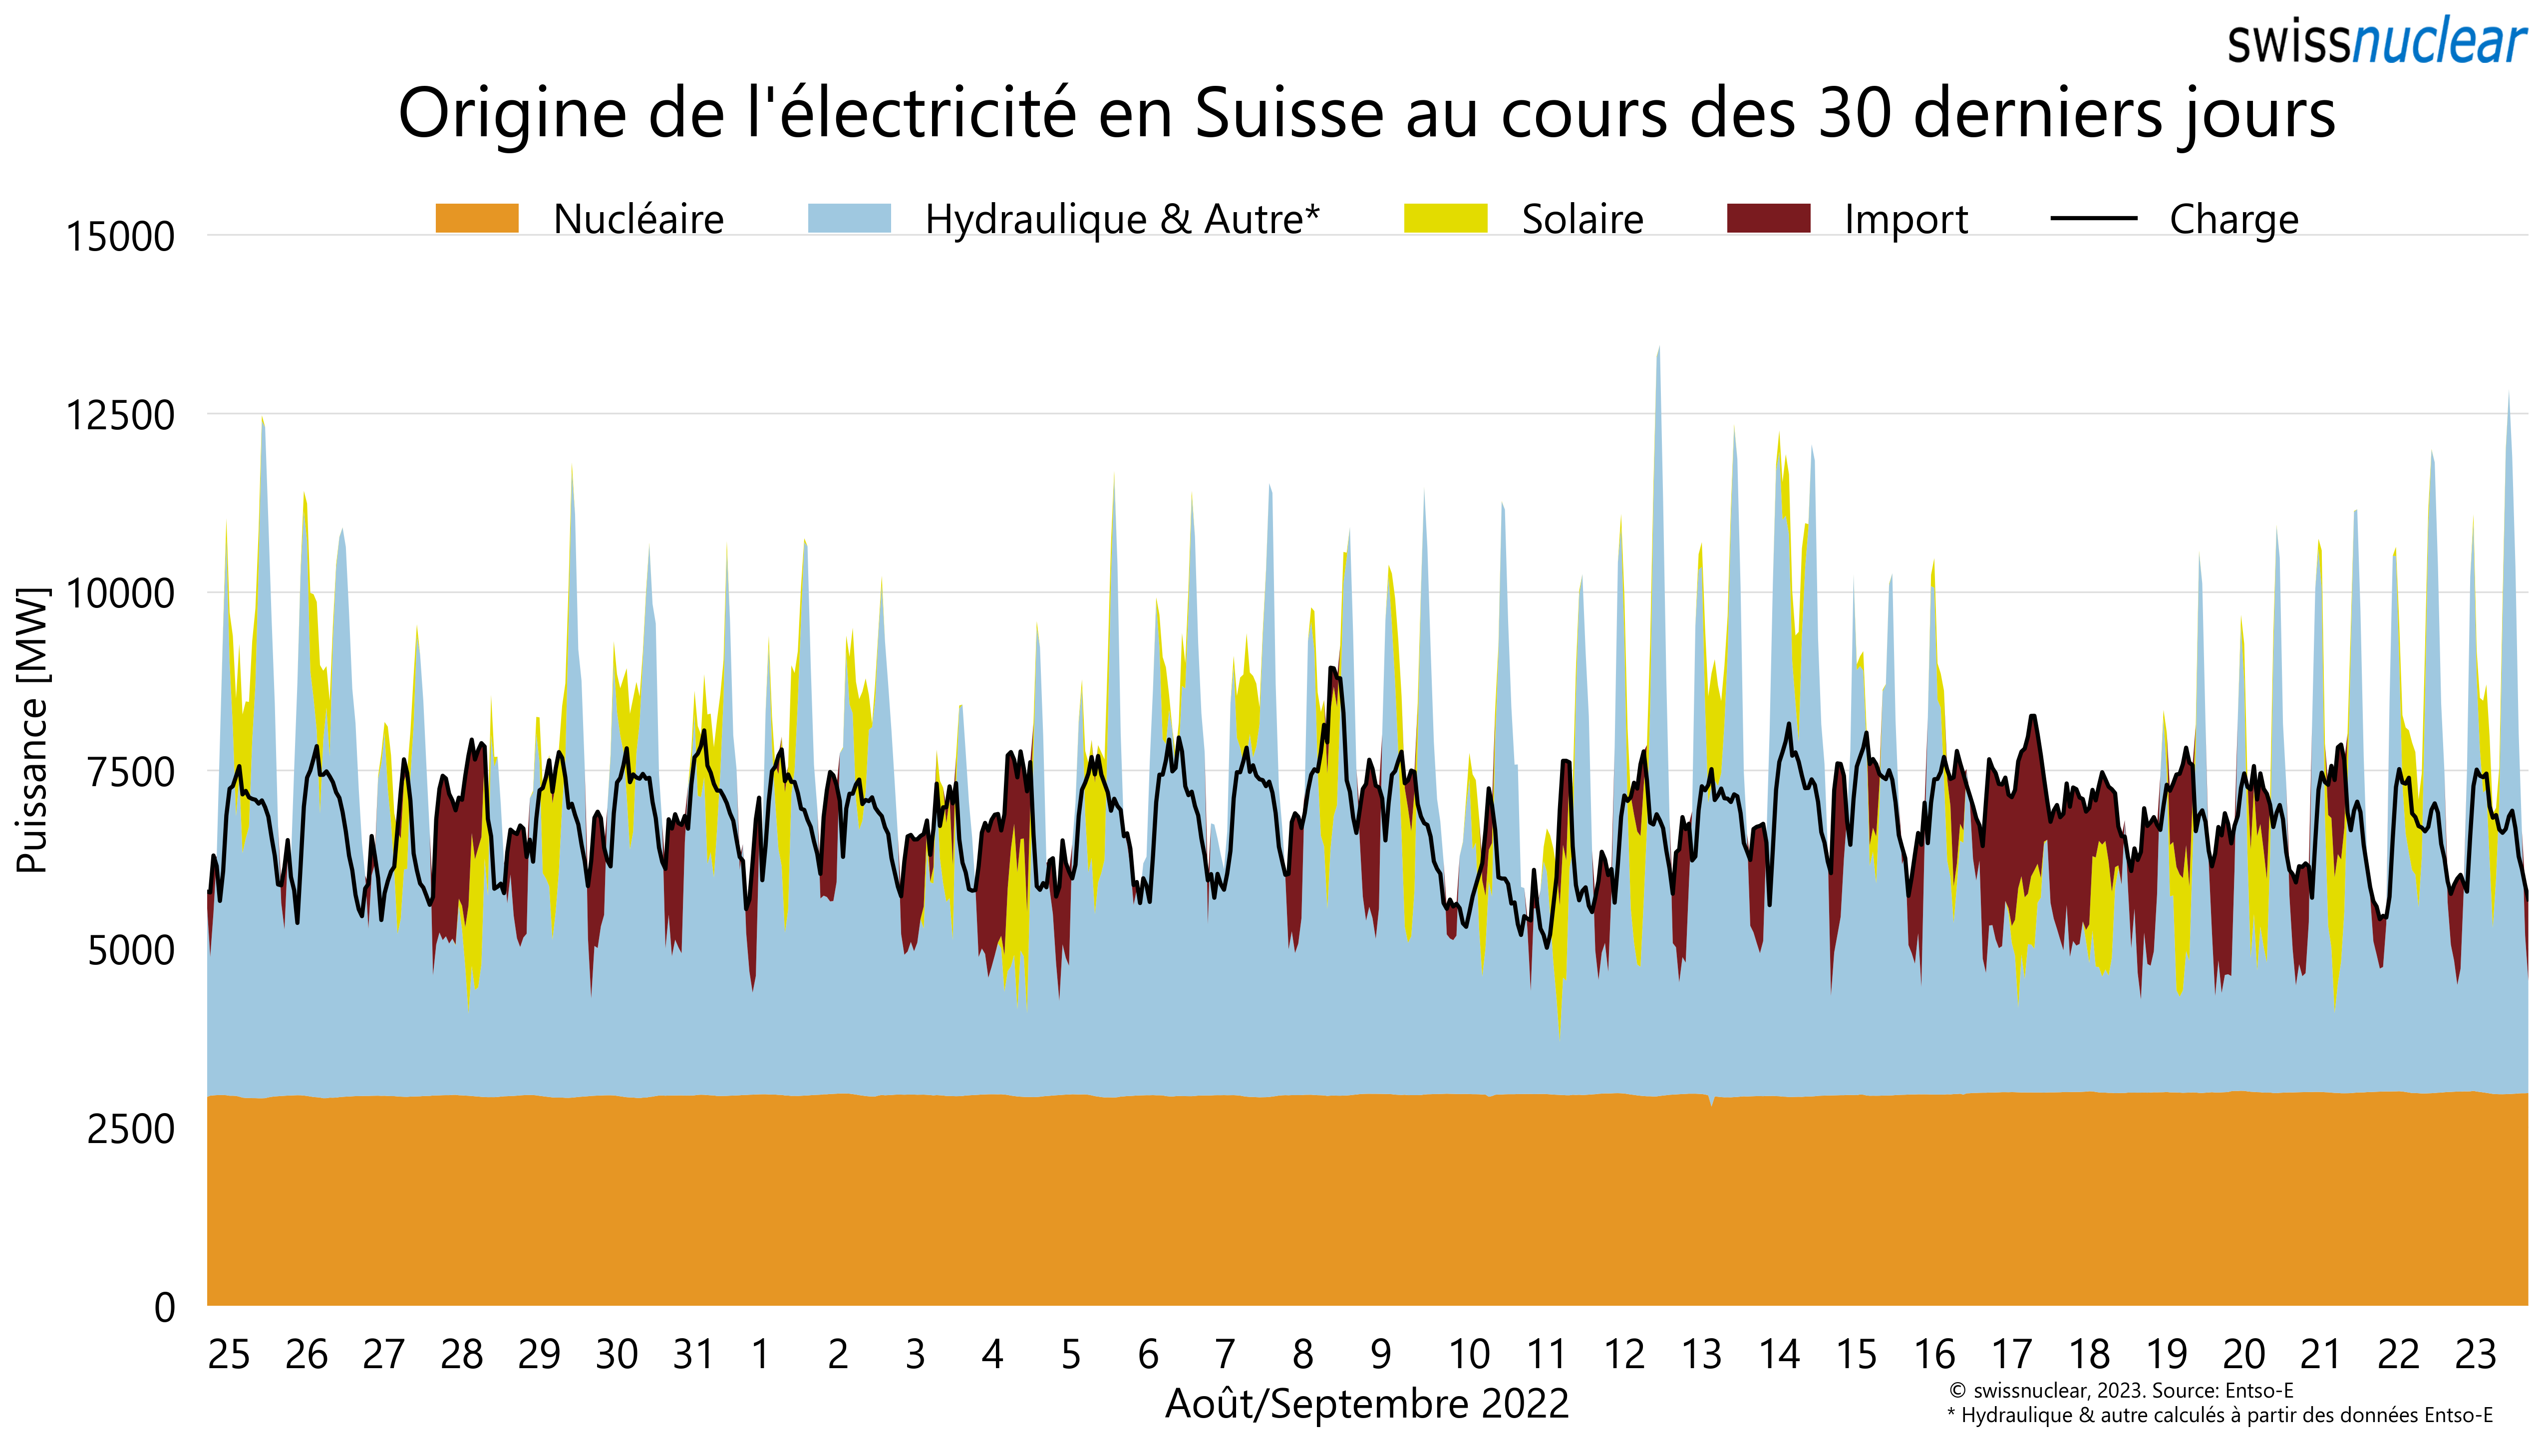 swissnuclear
Origine de l'électricité en Suisse au cours des 30 derniers jours
Nucléaire Hydraulique & Autre* Solaire Import Charge
15000
12500
10000
7500
5000
2500
0
Puissance [MW]
25 26 27 28 29 30 31 1 2 3 4 5 6 7 8 9 10 11 12 13 14 15 16 17 18 19 20 21 22 23
Août/Septembre 2022
© swissnuclear, 2023. Source: Entso-E
* Hydraulique & autre calculés à partir des données Entso-E